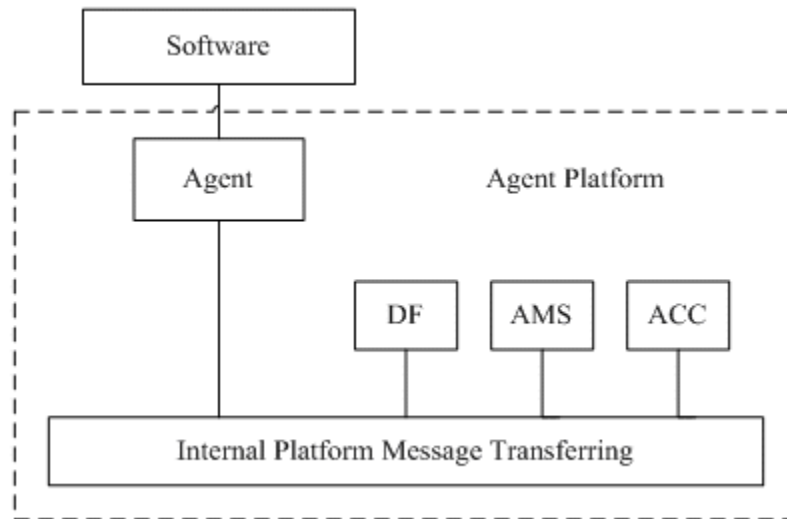 Software
Agent
Agent Platform
DF
AMS
ACC
Internal Platform Message Transferring